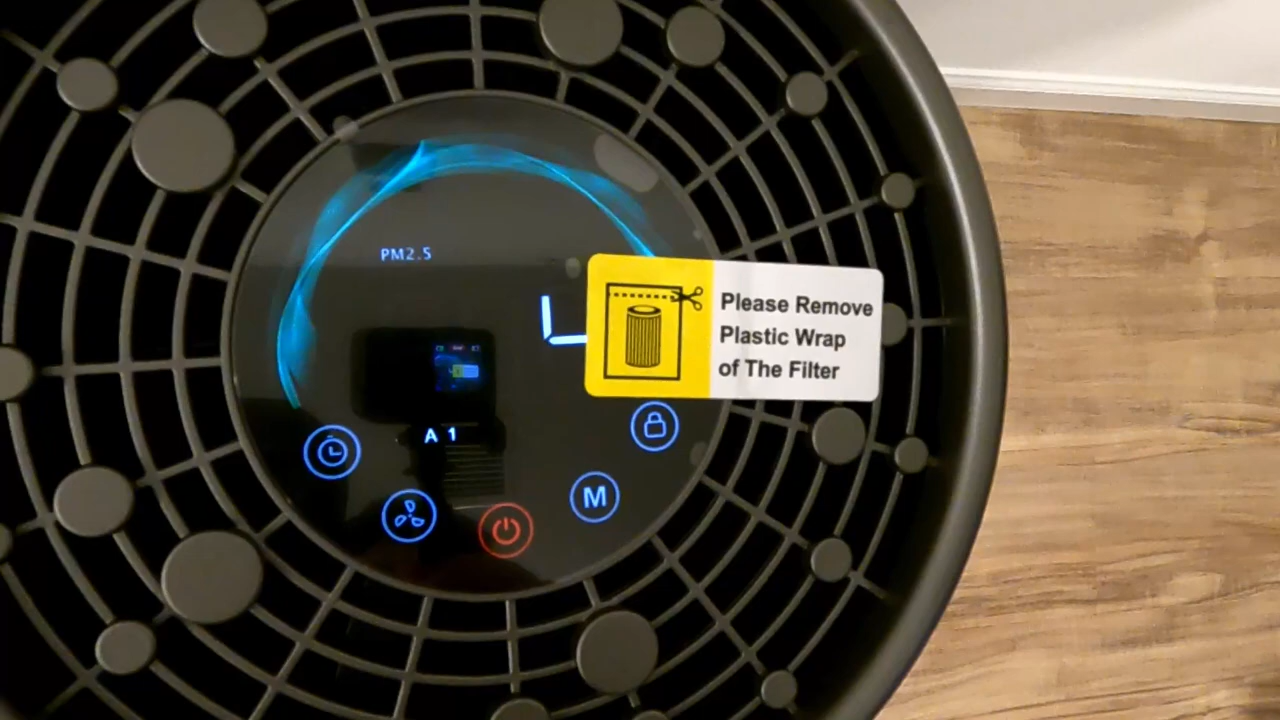 PM2.5
Please Remove
Plastic Wrap
of The Filter
A 1
M